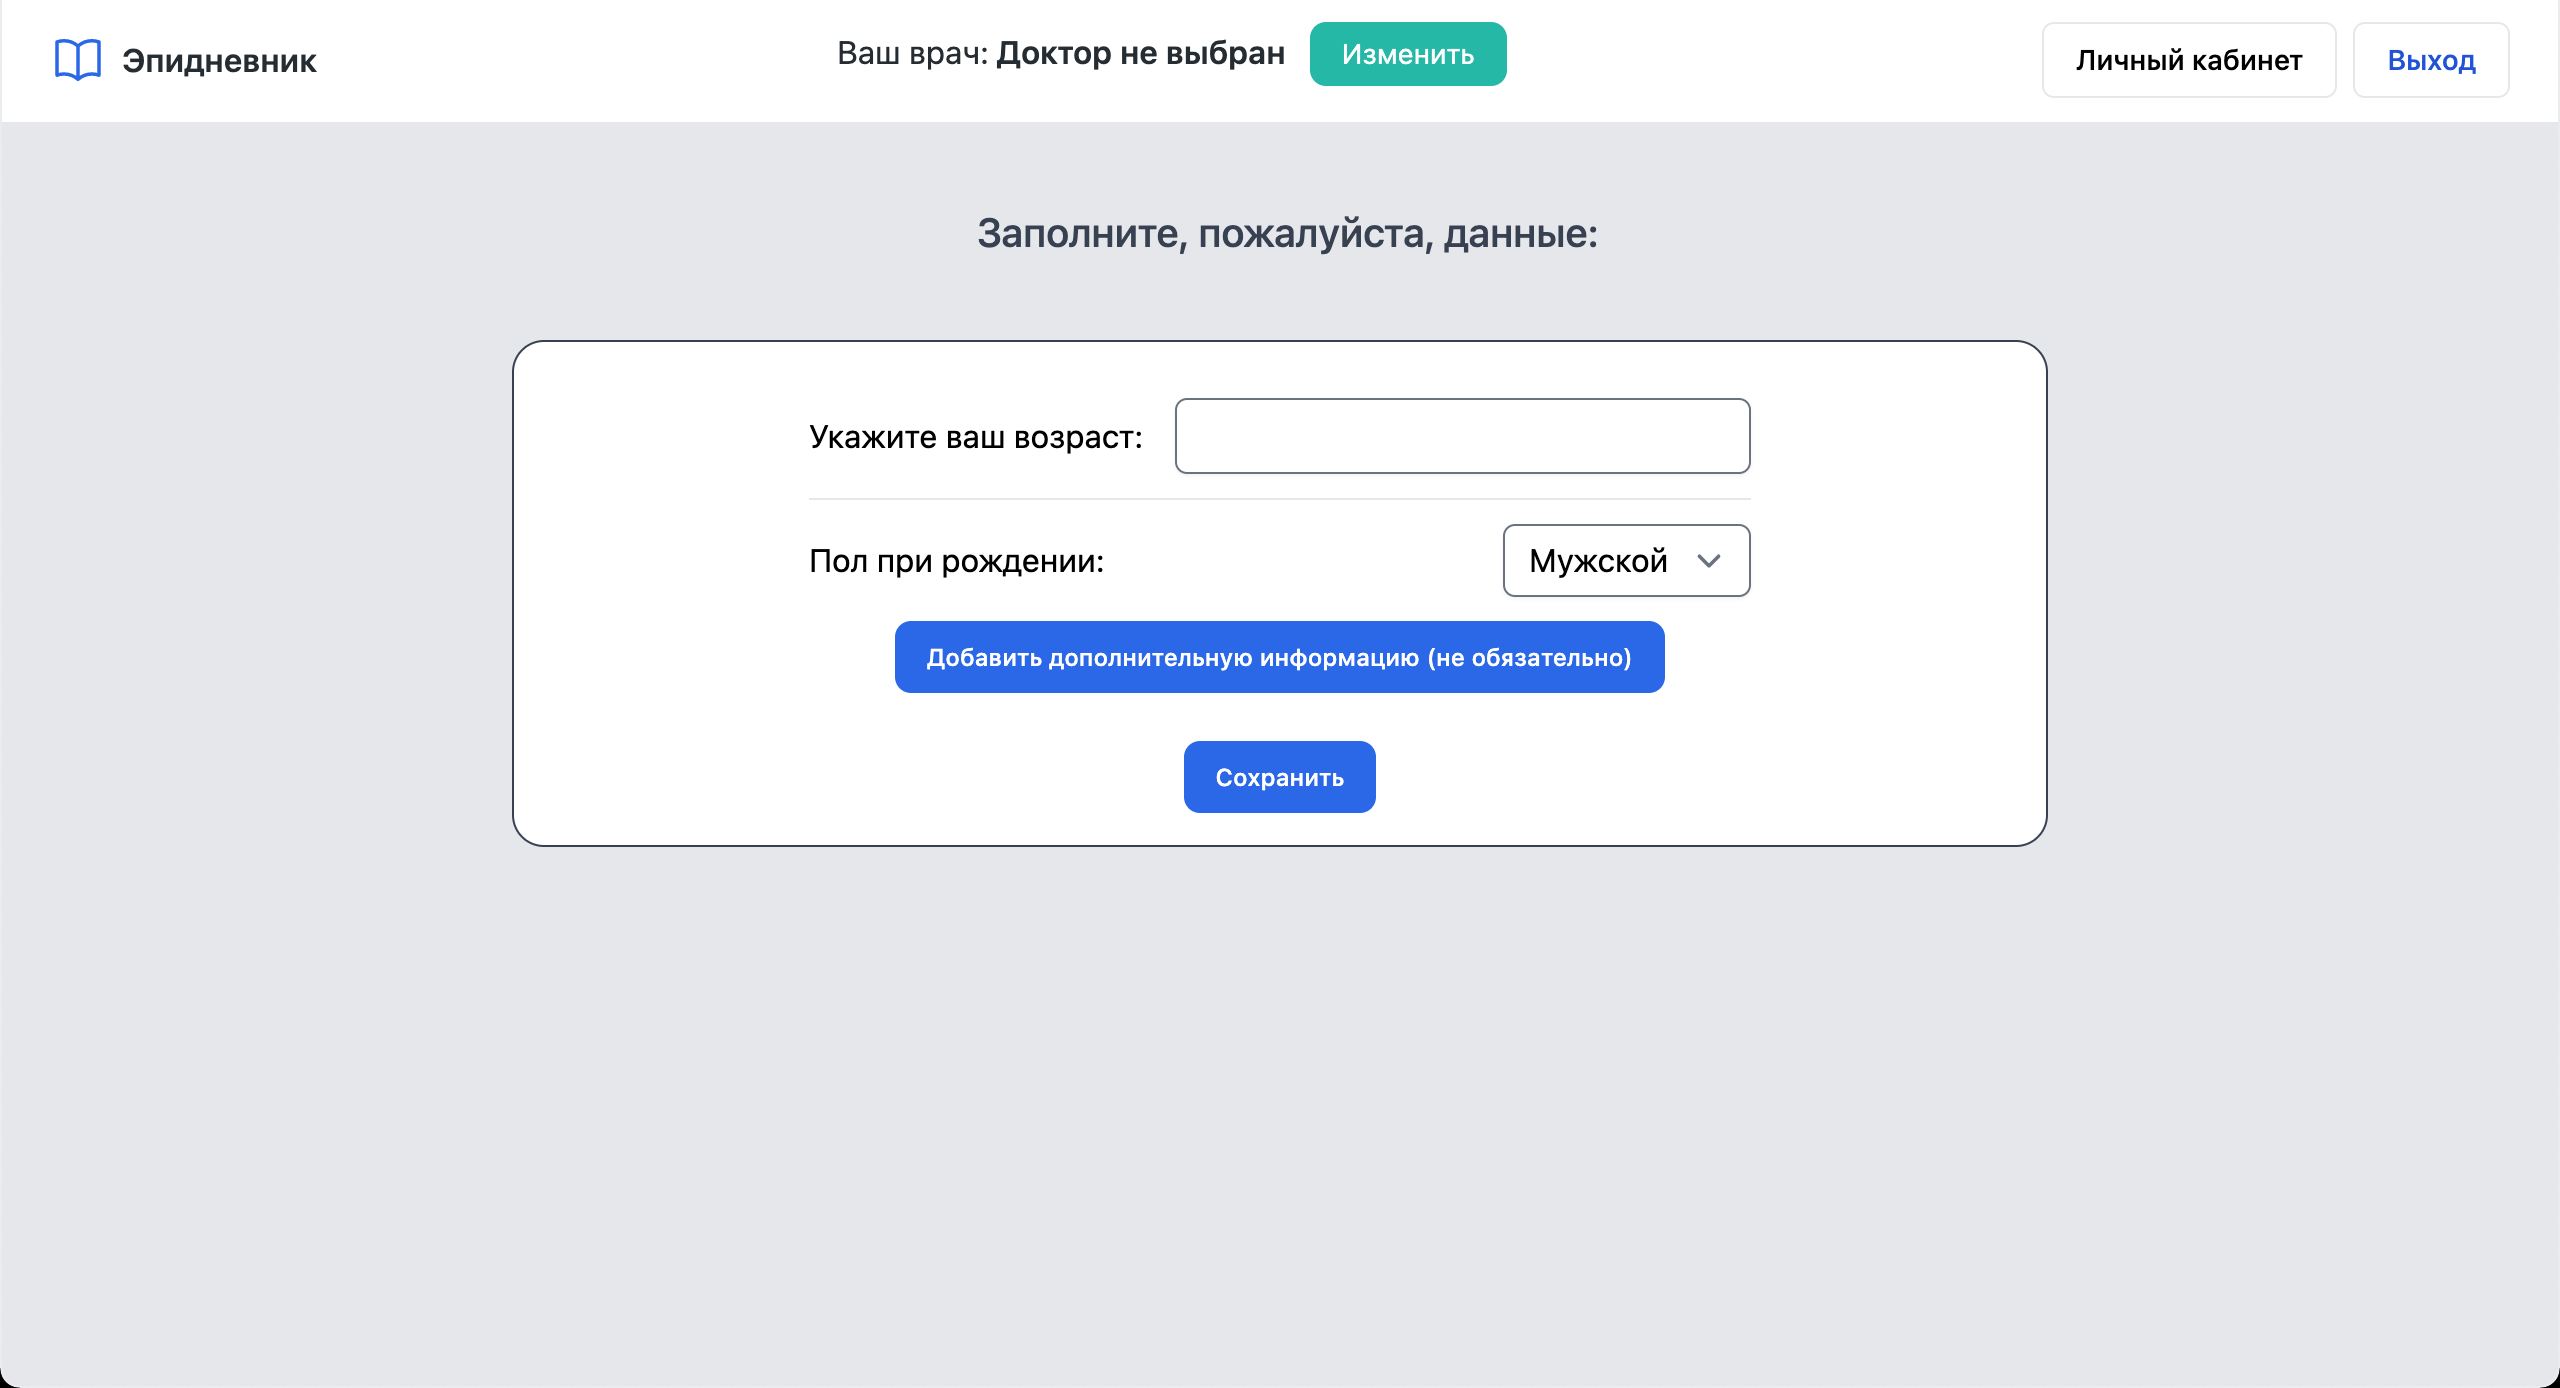 Эпидневник
Ваш врач: Доктор не выбран
Изменить
Личный кабинет
Выход
Заполните, пожалуйста, данные:
Укажите ваш возраст:
Пол при рождении:
Мужской
Добавить дополнительную информацию (не обязательно)
Сохранить